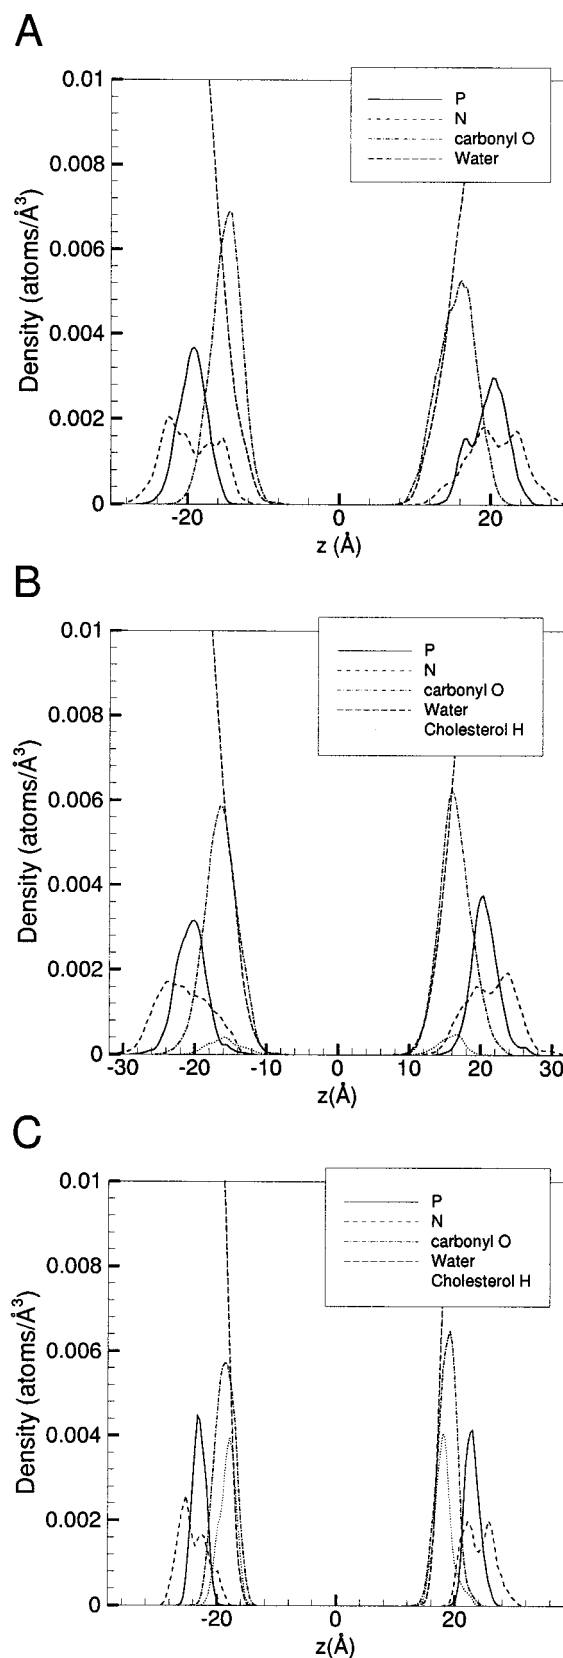 A
0.01
0.008
0.006
0.004
0.002
0
Density (atoms/Å³)
P
N
carbonyl O
Water
-20
0
20
z (Å)
B
0.01
0.008
0.006
0.004
0.002
0
Density (atoms/Å³)
P
N
carbonyl O
Water
Cholesterol H
-30
-20
-10
0
10
20
30
z(Å)
C
0.01
0.008
0.006
0.004
0.002
0
Density (atoms/Å³)
P
N
carbonyl O
Water
Cholesterol H
-20
0
20
z(Å)